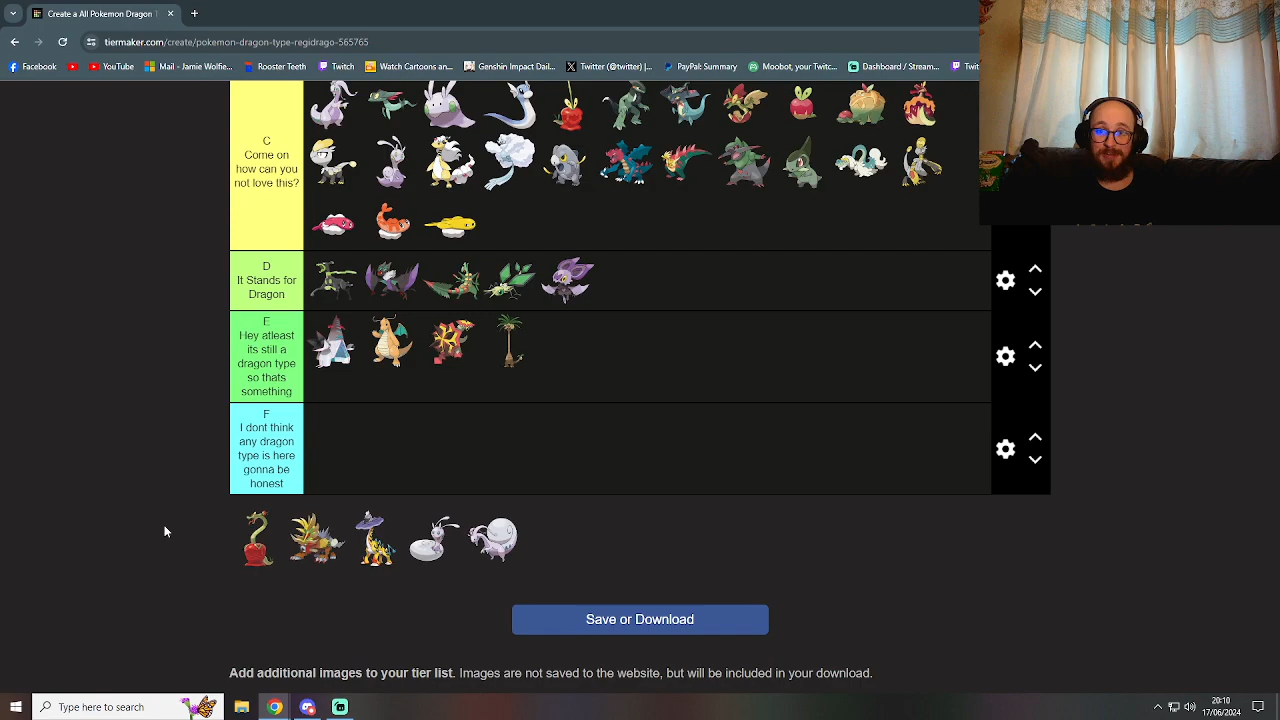 Create a All Pokemon Dragon T
tiermaker.com/create/pokemon-dragon-type-regidrago-565765
Facebook
YouTube
Mail - Jamie Wolfie...
Rooster Teeth
Twitch
Watch Cartoons an...
Genshin Impact Dail...
Twitter (@twitter) |...
PayPal Summary
Mods for your Twitc...
Dashboard / Stream...
Twit
C
Come on
how can you
not love this?
D
It Stands for
Dragon
E
Hey atleast
its still a
dragon type
so thats
something
F
I dont think
any dragon
type is here
gonna be
honest
Save or Download
Add additional images to your tier list. Images are not saved to the website, but will be included in your download.
Type here to search
20:10
17/06/2024